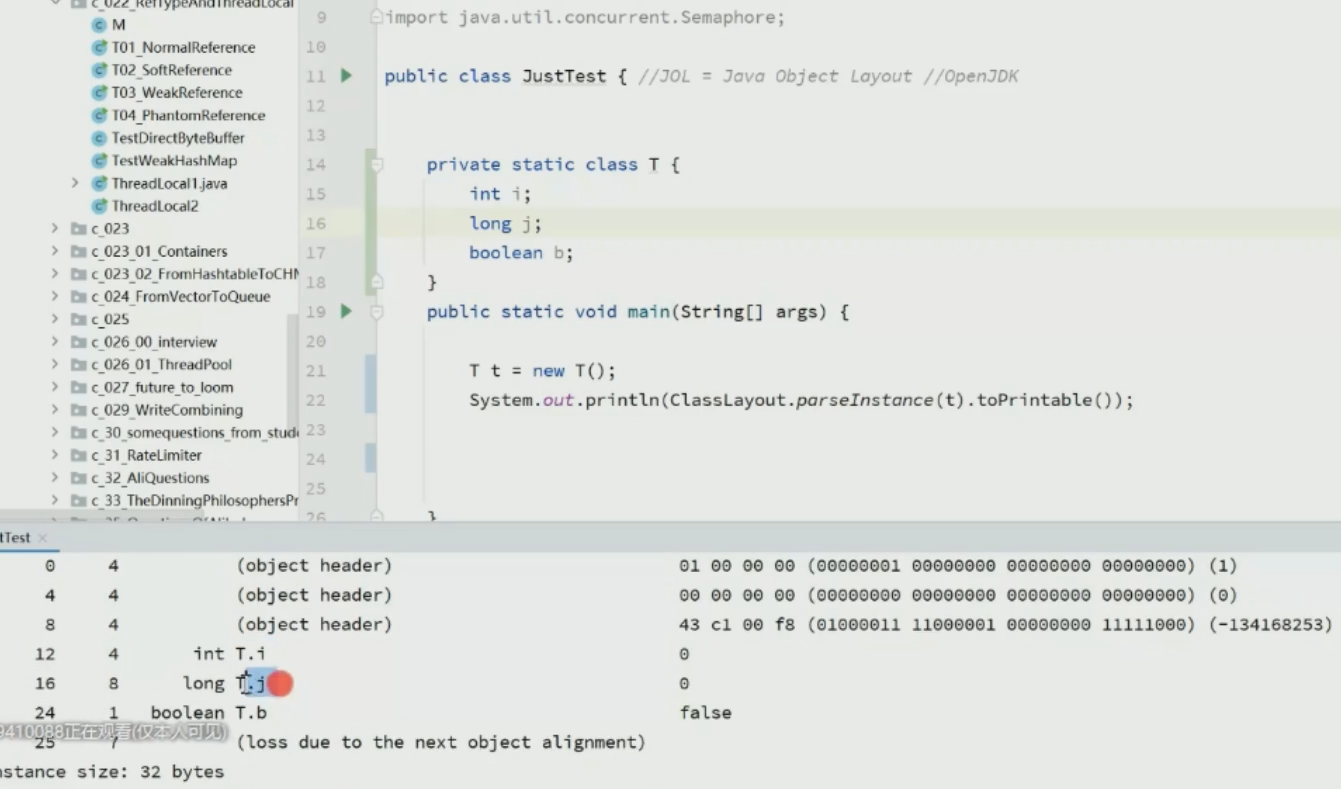 c_022_RefTypeAndThreadLocal
M
T01_NormalReference
T02_SoftReference
T03_WeakReference
T04_PhantomReference
TestDirectByteBuffer
TestWeakHashMap
ThreadLocal1.java
ThreadLocal2
c_023
c_023_01_Containers
c_023_02_FromHashtableToCHM
c_024_FromVectorToQueue
c_025
c_026_00_interview
c_026_01_ThreadPool
c_027_future_to_loom
c_029_WriteCombining
c_30_somequestions_from_stude
c_31_RateLimiter
c_32_AliQuestions
c_33_TheDinningPhilosophersPr
9 import java.util.concurrent.Semaphore;
10
11 public class JustTest { //JOL = Java Object Layout //OpenJDK
12
13
14 private static class T {
15 int i;
16 long j;
17 boolean b;
18 }
19 public static void main(String[] args) {
20
21 T t = new T();
22 System.out.println(ClassLayout.parseInstance(t).toPrintable());
23
24
25
26 }
tTest ×
0 4 (object header) 01 00 00 00 (00000001 00000000 00000000 00000000) (1)
4 4 (object header) 00 00 00 00 (00000000 00000000 00000000 00000000) (0)
8 4 (object header) 43 c1 00 f8 (01000011 11000001 00000000 11111000) (-134168253)
12 4 int T.i 0
16 8 long T.j 0
24 1 boolean T.b false
9410088正在观看(仅本人可见)
25 7 (loss due to the next object alignment)
nstance size: 32 bytes